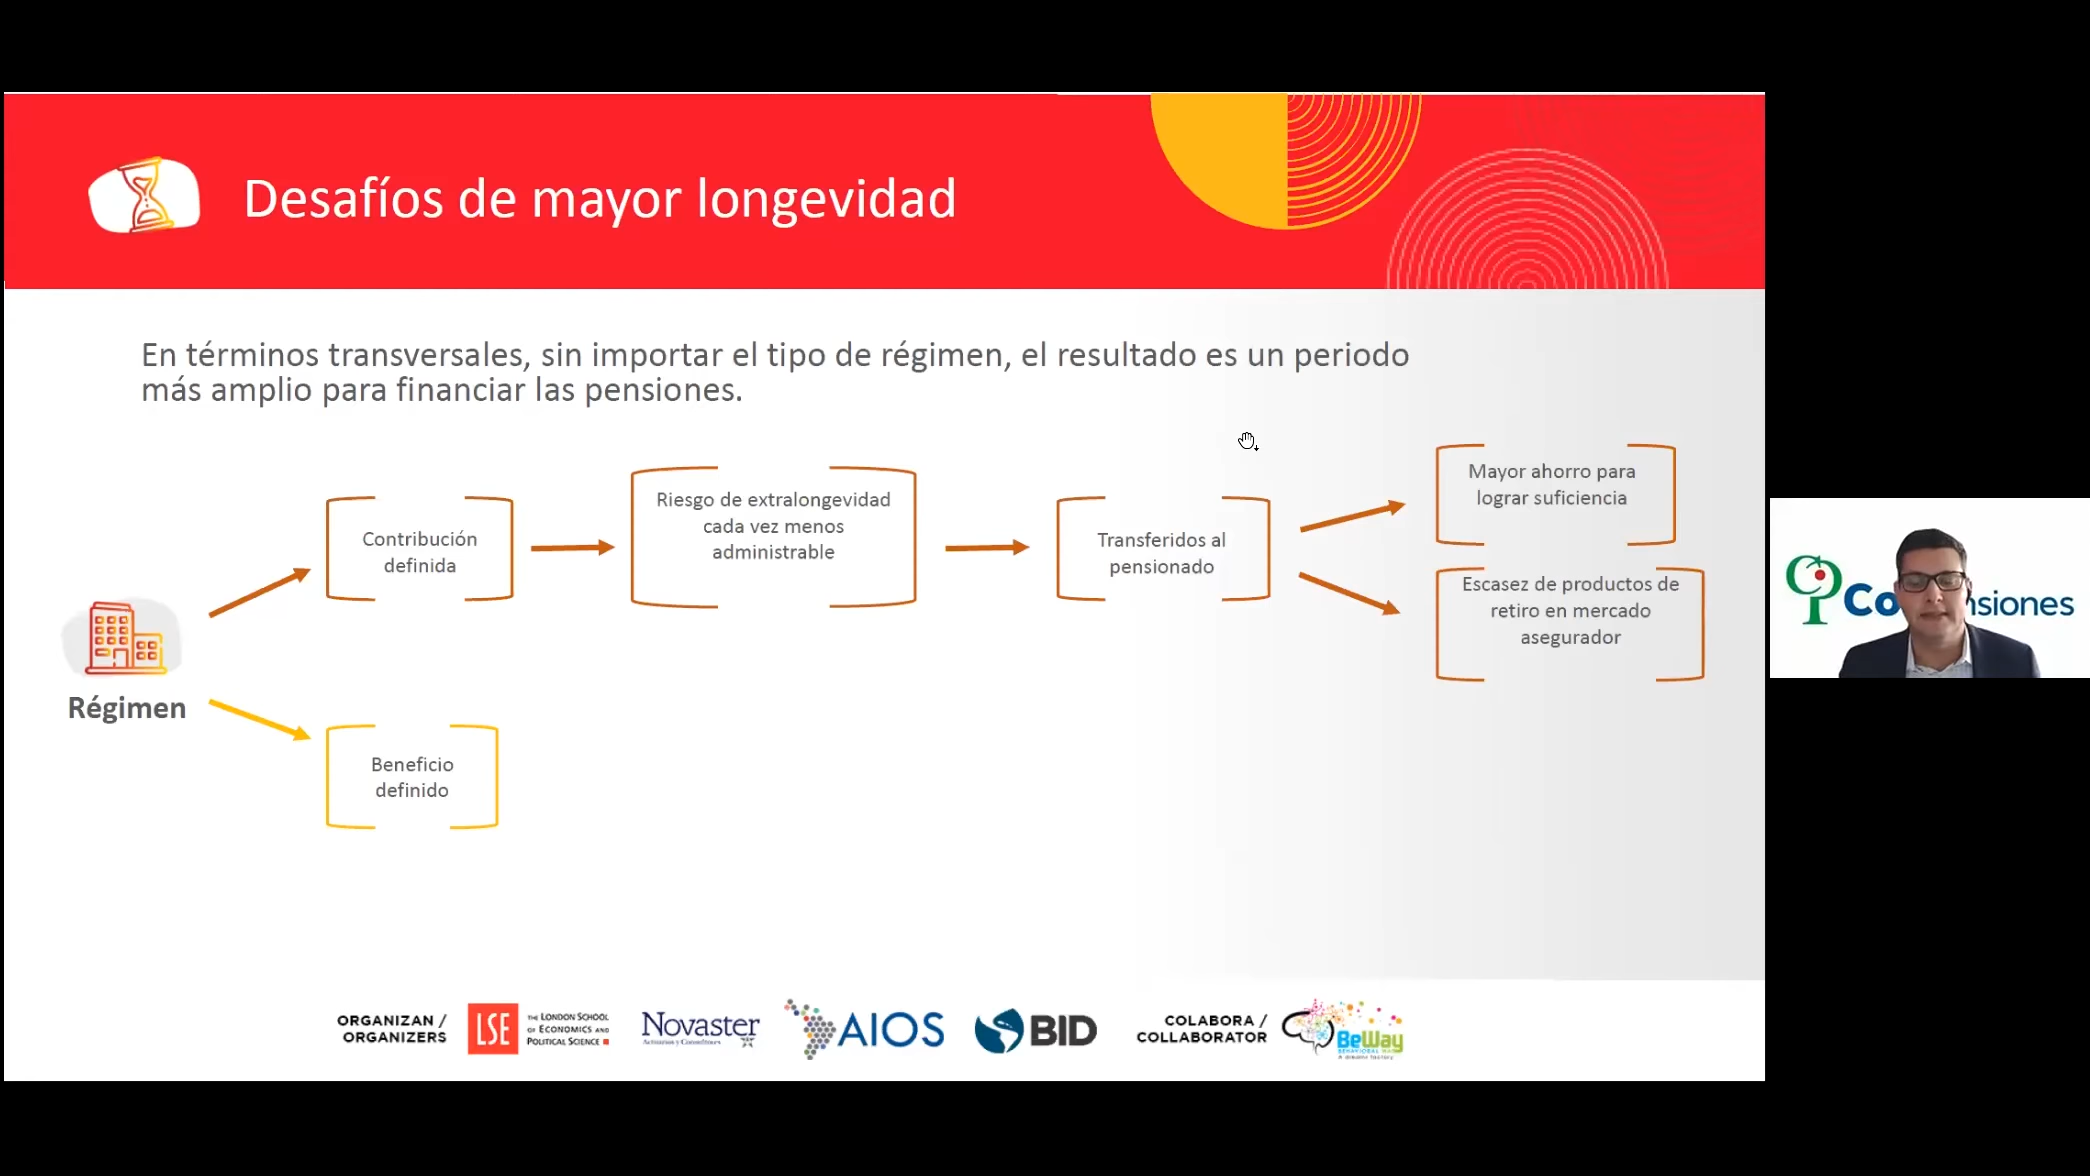 Desafíos de mayor longevidad
En términos transversales, sin importar el tipo de régimen, el resultado es un periodo
más amplio para financiar las pensiones.
Régimen
Contribución
definida
Riesgo de extralongevidad
cada vez menos
administrable
Transferidos al
pensionado
Mayor ahorro para
lograr suficiencia
Escasez de productos de
retiro en mercado
asegurador
Beneficio
definido
Co
nsiones
ORGANIZAN /
ORGANIZERS
LSE
THE LONDON SCHOOL
OF ECONOMICS AND
POLITICAL SCIENCE
NOVASTER
Actuarios y Consultores
AIOS
BID
COLABORA /
COLLABORATOR
BeWay